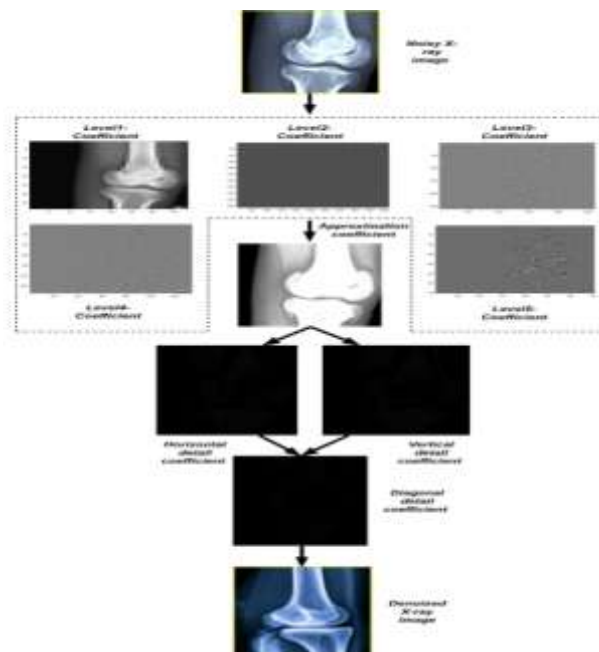 Noisy X-
ray
image
Level1-
Coefficient
Level2-
Coefficient
Level3-
Coefficient
Approximation
coefficient
Level4-
Coefficient
Level5-
Coefficient
Horizontal
detail
coefficient
Vertical
detail
coefficient
Diagonal
detail
coefficient
Denoized
X-ray
image